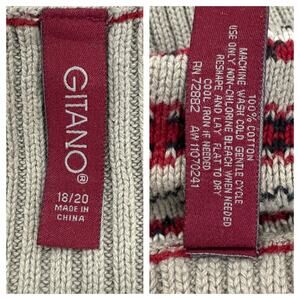 GITANO®
18/20
MADE IN
CHINA
100% COTTON
MACHINE WASH COLD GENTLE CYCLE
USE ONLY NON-CHLORINE BLEACH WHEN NEEDED
RESHAPE AND LAY FLAT TO DRY
COOL IRON IF NEEDED
RN 72882 AW11070241